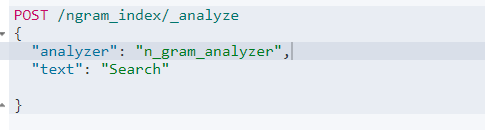 POST /ngram_index/_analyze
{
"analyzer": "n_gram_analyzer",
"text": "Search"
}